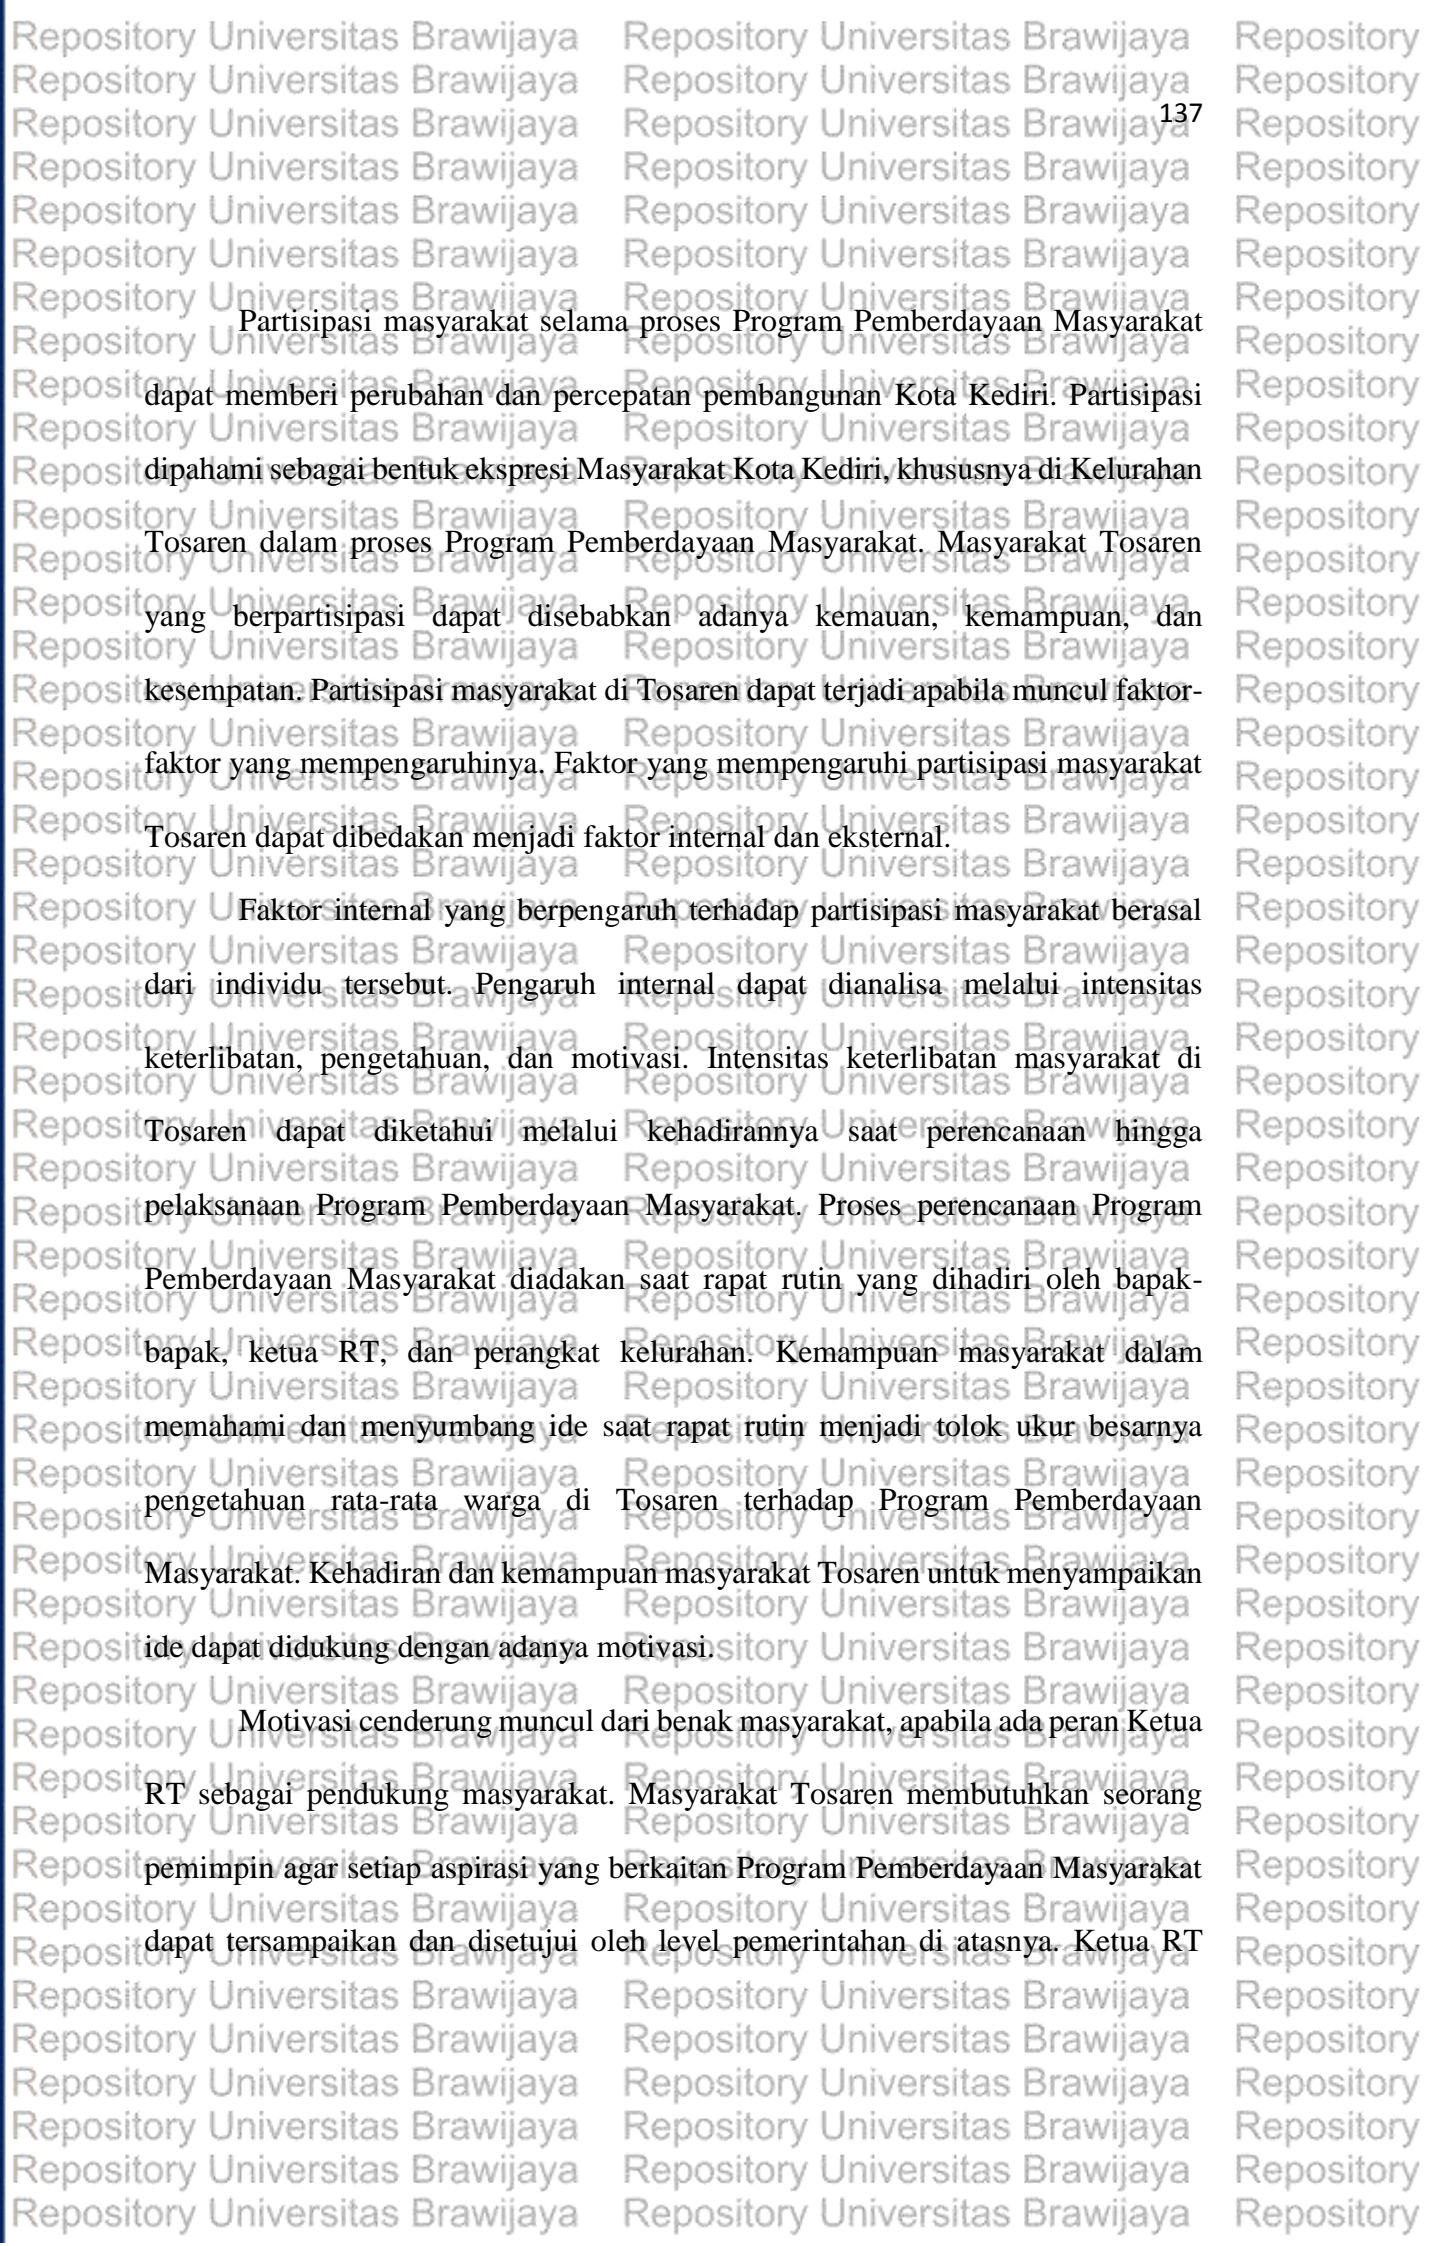 137
Partisipasi masyarakat selama proses Program Pemberdayaan Masyarakat
dapat memberi perubahan dan percepatan pembangunan Kota Kediri. Partisipasi
dipahami sebagai bentuk ekspresi Masyarakat Kota Kediri, khususnya di Kelurahan
Tosaren dalam proses Program Pemberdayaan Masyarakat. Masyarakat Tosaren
yang berpartisipasi dapat disebabkan adanya kemauan, kemampuan, dan
kesempatan. Partisipasi masyarakat di Tosaren dapat terjadi apabila muncul faktor-
faktor yang mempengaruhinya. Faktor yang mempengaruhi partisipasi masyarakat
Tosaren dapat dibedakan menjadi faktor internal dan eksternal.
Faktor internal yang berpengaruh terhadap partisipasi masyarakat berasal
dari individu tersebut. Pengaruh internal dapat dianalisa melalui intensitas
keterlibatan, pengetahuan, dan motivasi. Intensitas keterlibatan masyarakat di
Tosaren dapat diketahui melalui kehadirannya saat perencanaan hingga
pelaksanaan Program Pemberdayaan Masyarakat. Proses perencanaan Program
Pemberdayaan Masyarakat diadakan saat rapat rutin yang dihadiri oleh bapak-
bapak, ketua RT, dan perangkat kelurahan. Kemampuan masyarakat dalam
memahami dan menyumbang ide saat rapat rutin menjadi tolok ukur besarnya
pengetahuan rata-rata warga di Tosaren terhadap Program Pemberdayaan
Masyarakat. Kehadiran dan kemampuan masyarakat Tosaren untuk menyampaikan
ide dapat didukung dengan adanya motivasi.
Motivasi cenderung muncul dari benak masyarakat, apabila ada peran Ketua
RT sebagai pendukung masyarakat. Masyarakat Tosaren membutuhkan seorang
pemimpin agar setiap aspirasi yang berkaitan Program Pemberdayaan Masyarakat
dapat tersampaikan dan disetujui oleh level pemerintahan di atasnya. Ketua RT